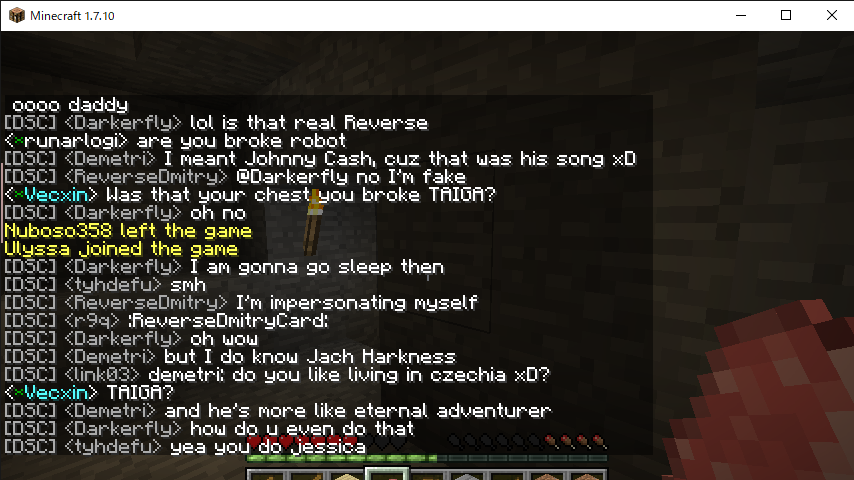 Minecraft 1.7.10
oooo daddy
[DSC] <Darkerfly> lol is that real Reverse
<*runarlogi> are you broke robot
[DSC] <Demetri> I meant Johnny Cash, cuz that was his song xD
[DSC] <ReverseDmitry> @Darkerfly no I'm fake
<*Vecxin> Was that your chest you broke TAIGA?
[DSC] <Darkerfly> oh no
Nuboso358 left the game
Ulyssa joined the game
[DSC] <Darkerfly> I am gonna go sleep then
[DSC] <tyhdefu> smh
[DSC] <ReverseDmitry> I'm impersonating myself
[DSC] <r9q> :ReverseDmitryCard:
[DSC] <Darkerfly> oh wow
[DSC] <Demetri> but I do know Jach Harkness
[DSC] <link03> demetri: do you like living in czechia xD?
<*Vecxin> TAIGA?
[DSC] <Demetri> and he's more like eternal adventurer
[DSC] <Darkerfly> how do u even do that
[DSC] <tyhdefu> yea you do jessica